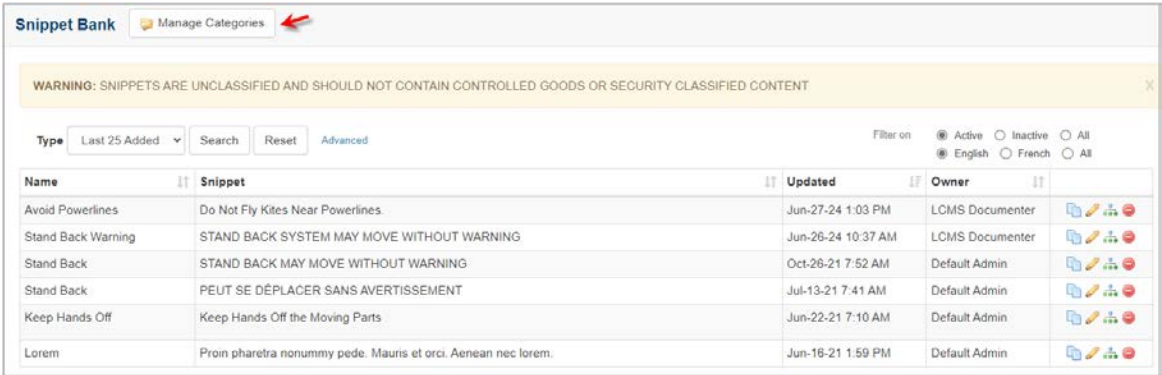 Snippet Bank Manage Categories
WARNING: SNIPPETS ARE UNCLASSIFIED AND SHOULD NOT CONTAIN CONTROLLED GOODS OR SECURITY CLASSIFIED CONTENT X
Type Last 25 Added Search Reset Advanced Filter on Active Inactive All
English French All
Name Snippet Updated Owner
Avoid Powerlines Do Not Fly Kites Near Powerlines. Jun-27-24 1:03 PM LCMS Documenter
Stand Back Warning STAND BACK SYSTEM MAY MOVE WITHOUT WARNING Jun-26-24 10:37 AM LCMS Documenter
Stand Back STAND BACK MAY MOVE WITHOUT WARNING Oct-26-21 7:52 AM Default Admin
Stand Back PEUT SE DÉPLACER SANS AVERTISSEMENT Jul-13-21 7:41 AM Default Admin
Keep Hands Off Keep Hands Off the Moving Parts Jun-22-21 7:10 AM Default Admin
Lorem Proin pharetra nonummy pede. Mauris et orci. Aenean nec lorem. Jun-16-21 1:59 PM Default Admin